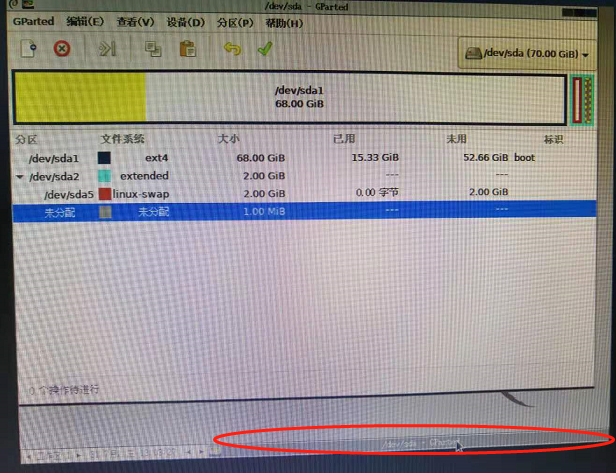 /dev/sda - GParted
GParted 编辑(E) 查看(V) 设备(D) 分区(P) 帮助(H)
/dev/sda (70.00 GiB)
/dev/sda1
68.00 GiB
分区 文件系统 大小 已用 未用 标识
/dev/sda1 ext4 68.00 GiB 15.33 GiB 52.66 GiB boot
/dev/sda2 extended 2.00 GiB --- ---
/dev/sda5 linux-swap 2.00 GiB 0.00 字节 2.00 GiB
未分配 未分配 1.00 MiB --- ---
0 个操作待进行
/dev/sda - GParted